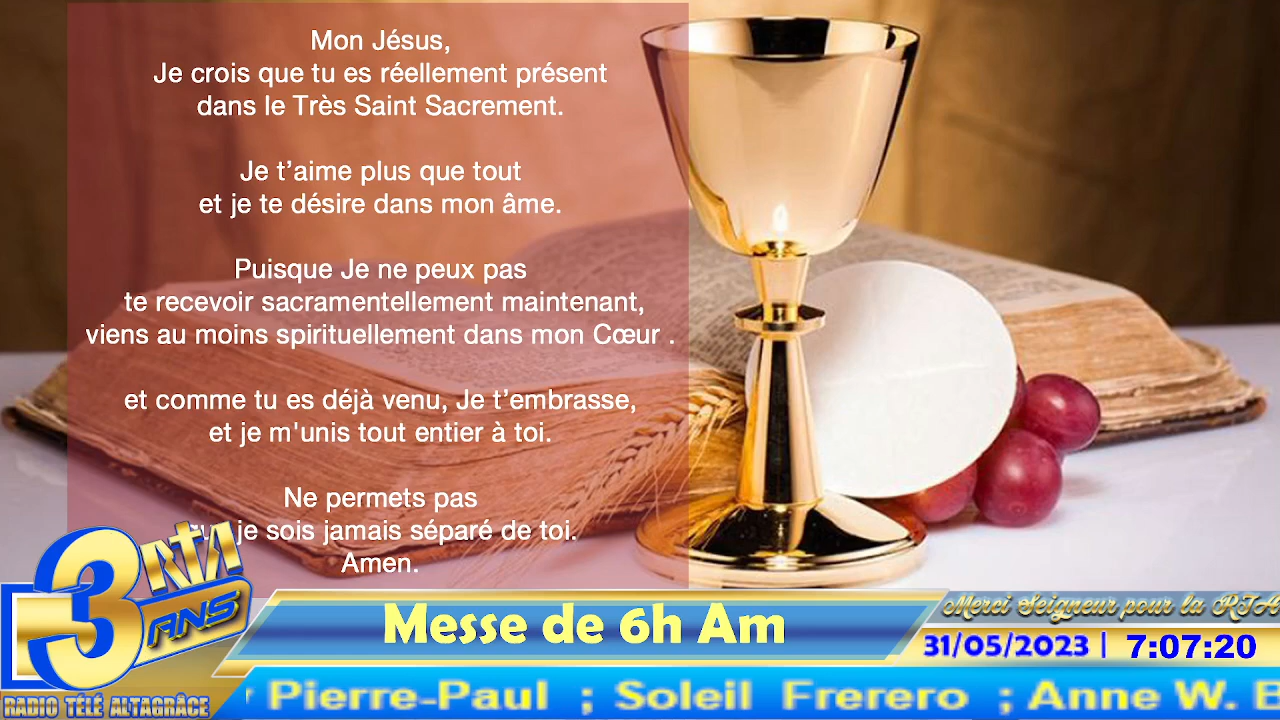 Mon Jésus,
Je crois que tu es réellement présent
dans le Très Saint Sacrement.
Je t’aime plus que tout
et je te désire dans mon âme.
Puisque Je ne peux pas
te recevoir sacramentellement maintenant,
viens au moins spirituellement dans mon Cœur .
et comme tu es déjà venu, Je t’embrasse,
et je m'unis tout entier à toi.
Ne permets pas
je sois jamais séparé de toi.
Amen.
3 RTA
ANS
RADIO TÉLÉ ALTAGRÂCE
Messe de 6h Am
Merci Seigneur pour la RTA
31/05/2023 | 7:07:20
Pierre-Paul ; Soleil Frerero ; Anne W.